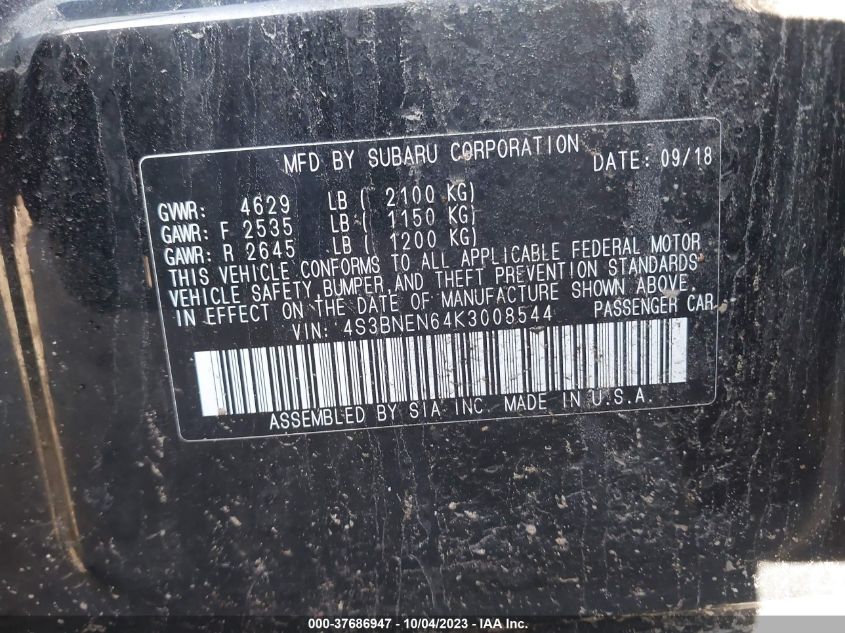 MFD BY SUBARU CORPORATION DATE: 09/18
GVWR: 4629 LB ( 2100 KG)
GAWR: F 2535 LB ( 1150 KG)
GAWR: R 2645 LB ( 1200 KG)
THIS VEHICLE CONFORMS TO ALL APPLICABLE FEDERAL MOTOR
VEHICLE SAFETY, BUMPER, AND THEFT PREVENTION STANDARDS
IN EFFECT ON THE DATE OF MANUFACTURE SHOWN ABOVE.
VIN: 4S3BNEN64K3008544 PASSENGER CAR
ASSEMBLED BY SIA INC. MADE IN U.S.A.
000-37686947 - 10/04/2023 - IAA Inc.